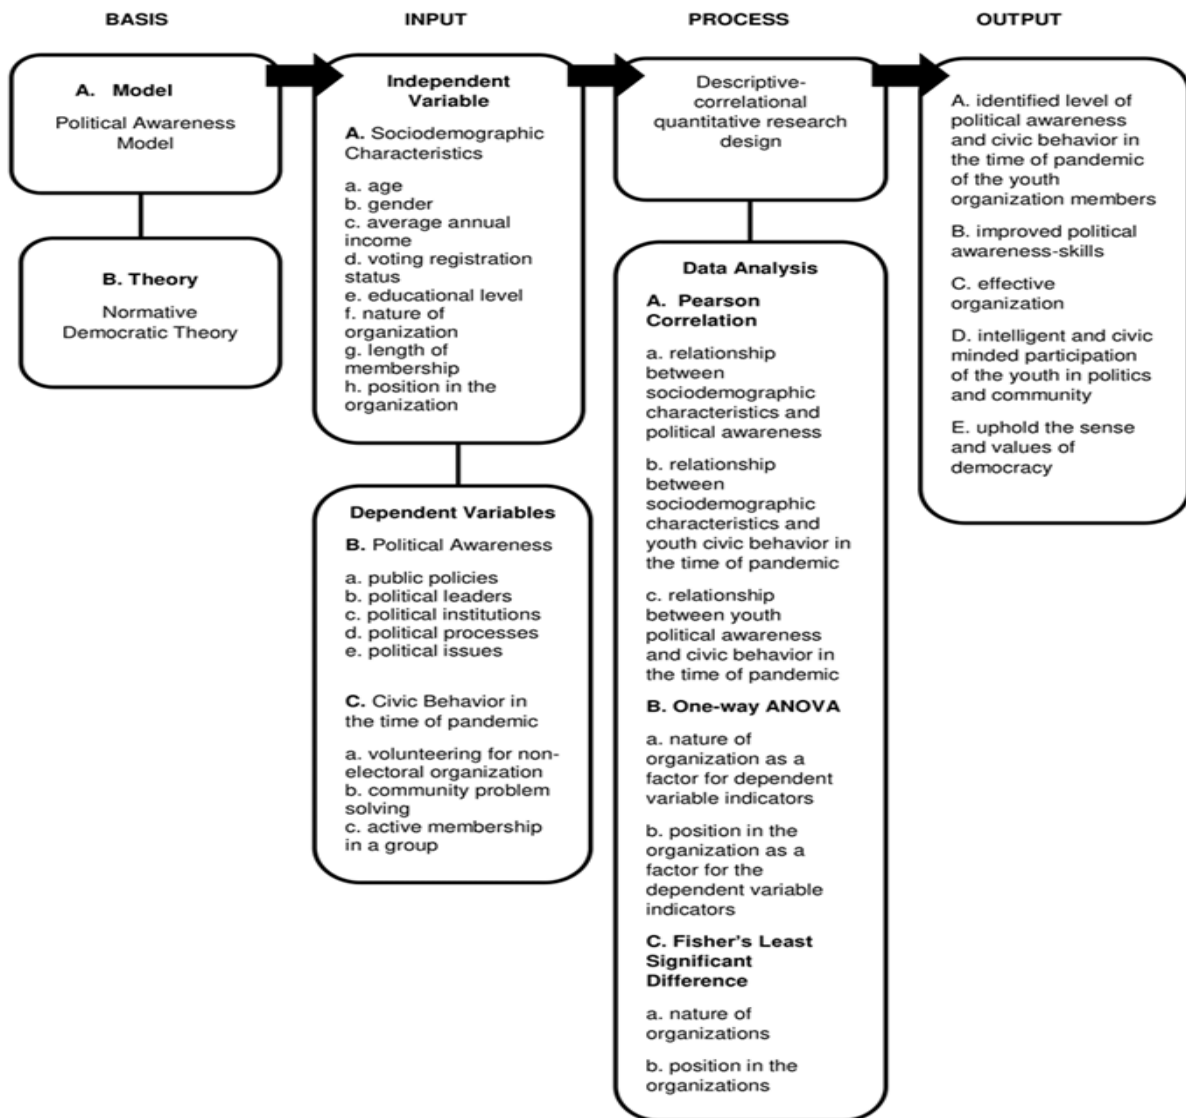 BASIS
INPUT
PROCESS
OUTPUT
A. Model
Political Awareness
Model
B. Theory
Normative
Democratic Theory
Independent
Variable
A. Sociodemographic
Characteristics
a. age
b. gender
c. average annual
income
d. voting registration
status
e. educational level
f. nature of
organization
g. length of
membership
h. position in the
organization
Dependent Variables
B. Political Awareness
a. public policies
b. political leaders
c. political institutions
d. political processes
e. political issues
C. Civic Behavior in
the time of pandemic
a. volunteering for non-
electoral organization
b. community problem
solving
c. active membership
in a group
Descriptive-
correlational
quantitative research
design
Data Analysis
A. Pearson
Correlation
a. relationship
between
sociodemographic
characteristics and
political awareness
b. relationship
between
sociodemographic
characteristics and
youth civic behavior in
the time of pandemic
c. relationship
between youth
political awareness
and civic behavior in
the time of pandemic
B. One-way ANOVA
a. nature of
organization as a
factor for dependent
variable indicators
b. position in the
organization as a
factor for the
dependent variable
indicators
C. Fisher's Least
Significant
Difference
a. nature of
organizations
b. position in the
organizations
A. identified level of
political awareness
and civic behavior in
the time of pandemic
of the youth
organization members
B. improved political
awareness-skills
C. effective
organization
D. intelligent and civic
minded participation
of the youth in politics
and community
E. uphold the sense
and values of
democracy